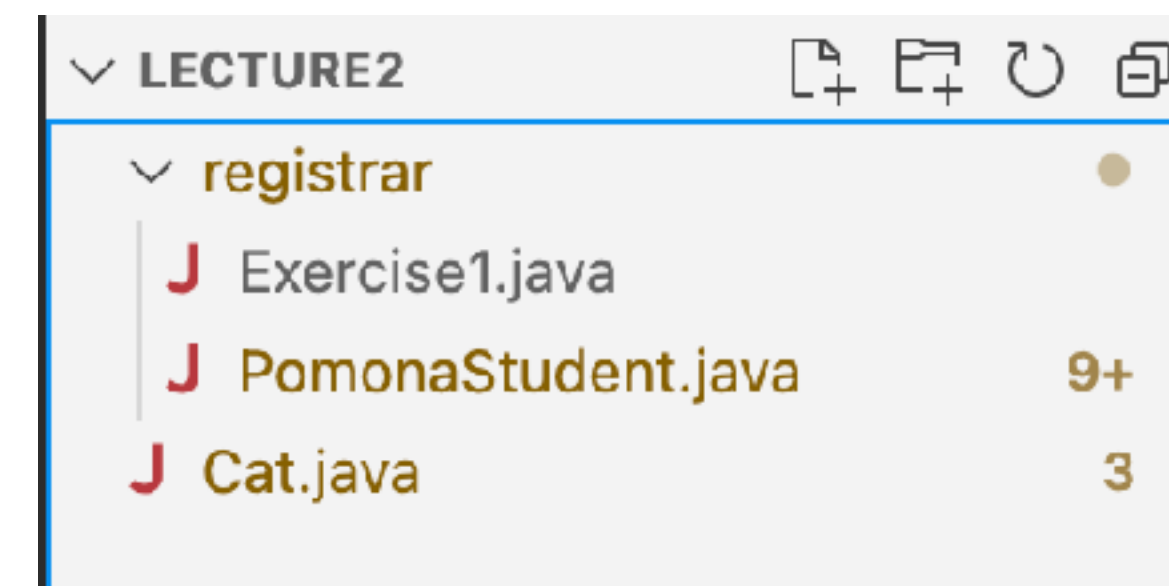 LECTURE2
registrar
J Exercise1.java
J PomonaStudent.java 9+
J Cat.java 3